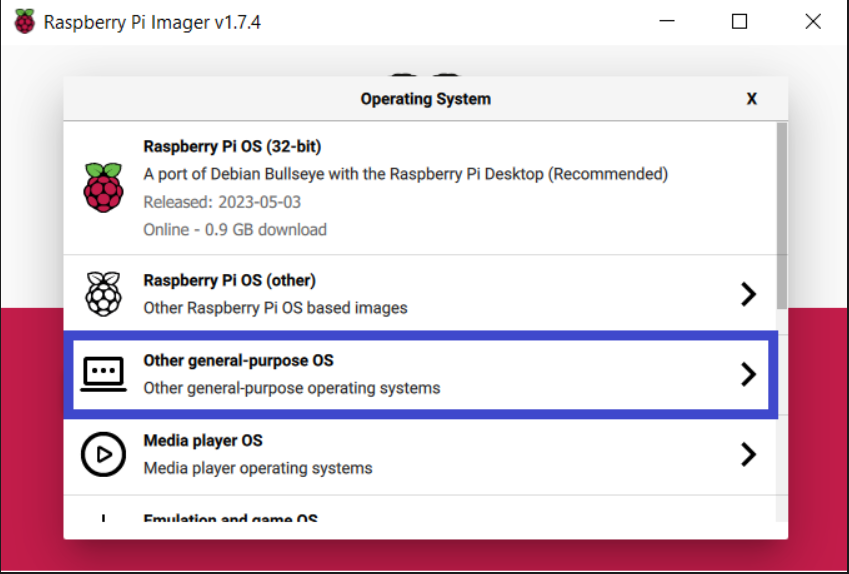 Raspberry Pi Imager v1.7.4
Operating System X
Raspberry Pi OS (32-bit)
A port of Debian Bullseye with the Raspberry Pi Desktop (Recommended)
Released: 2023-05-03
Online - 0.9 GB download
Raspberry Pi OS (other)
Other Raspberry Pi OS based images
Other general-purpose OS
Other general-purpose operating systems
Media player OS
Media player operating systems
Emulation and game OS